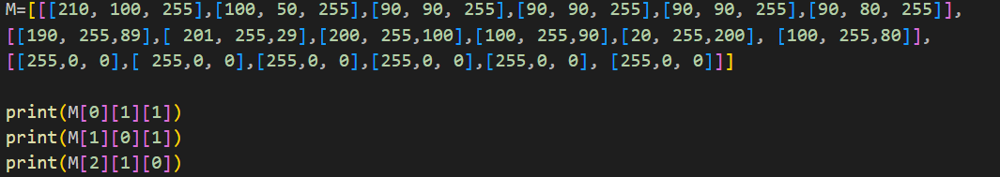 M=[[[210, 100, 255],[100, 50, 255],[90, 90, 255],[90, 90, 255],[90, 90, 255],[90, 80, 255]],
[[190, 255,89],[ 201, 255,29],[200, 255,100],[100, 255,90],[20, 255,200], [100, 255,80]],
[[255,0, 0],[ 255,0, 0],[255,0, 0],[255,0, 0],[255,0, 0], [255,0, 0]]]
print(M[0][1][1])
print(M[1][0][1])
print(M[2][1][0])